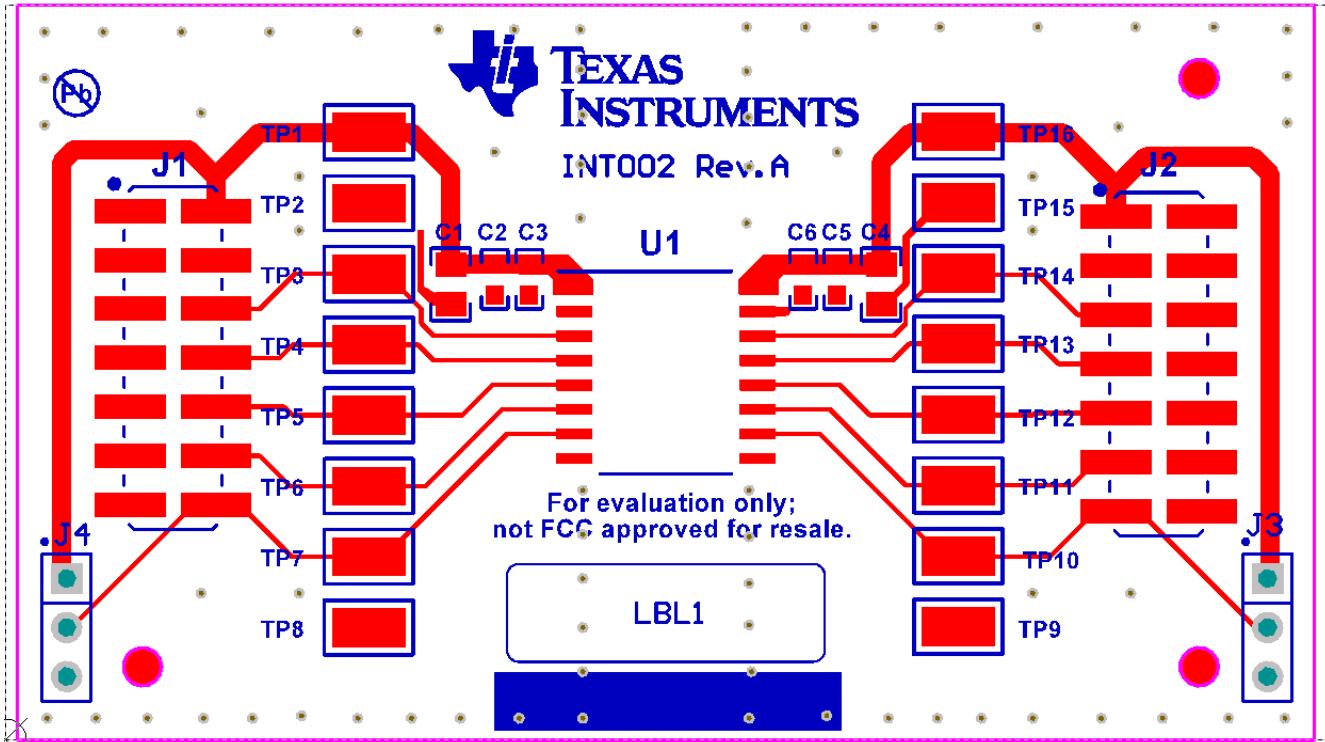 Pb
TEXAS
INSTRUMENTS
INT002 Rev.A
TP1
TP16
J1
J2
TP2
TP15
C1 C2 C3
U1
C6 C5 C4
TP3
TP14
TP4
TP13
TP5
TP12
TP6
TP11
For evaluation only;
not FCC approved for resale.
J4
J3
TP7
TP10
LBL1
TP8
TP9